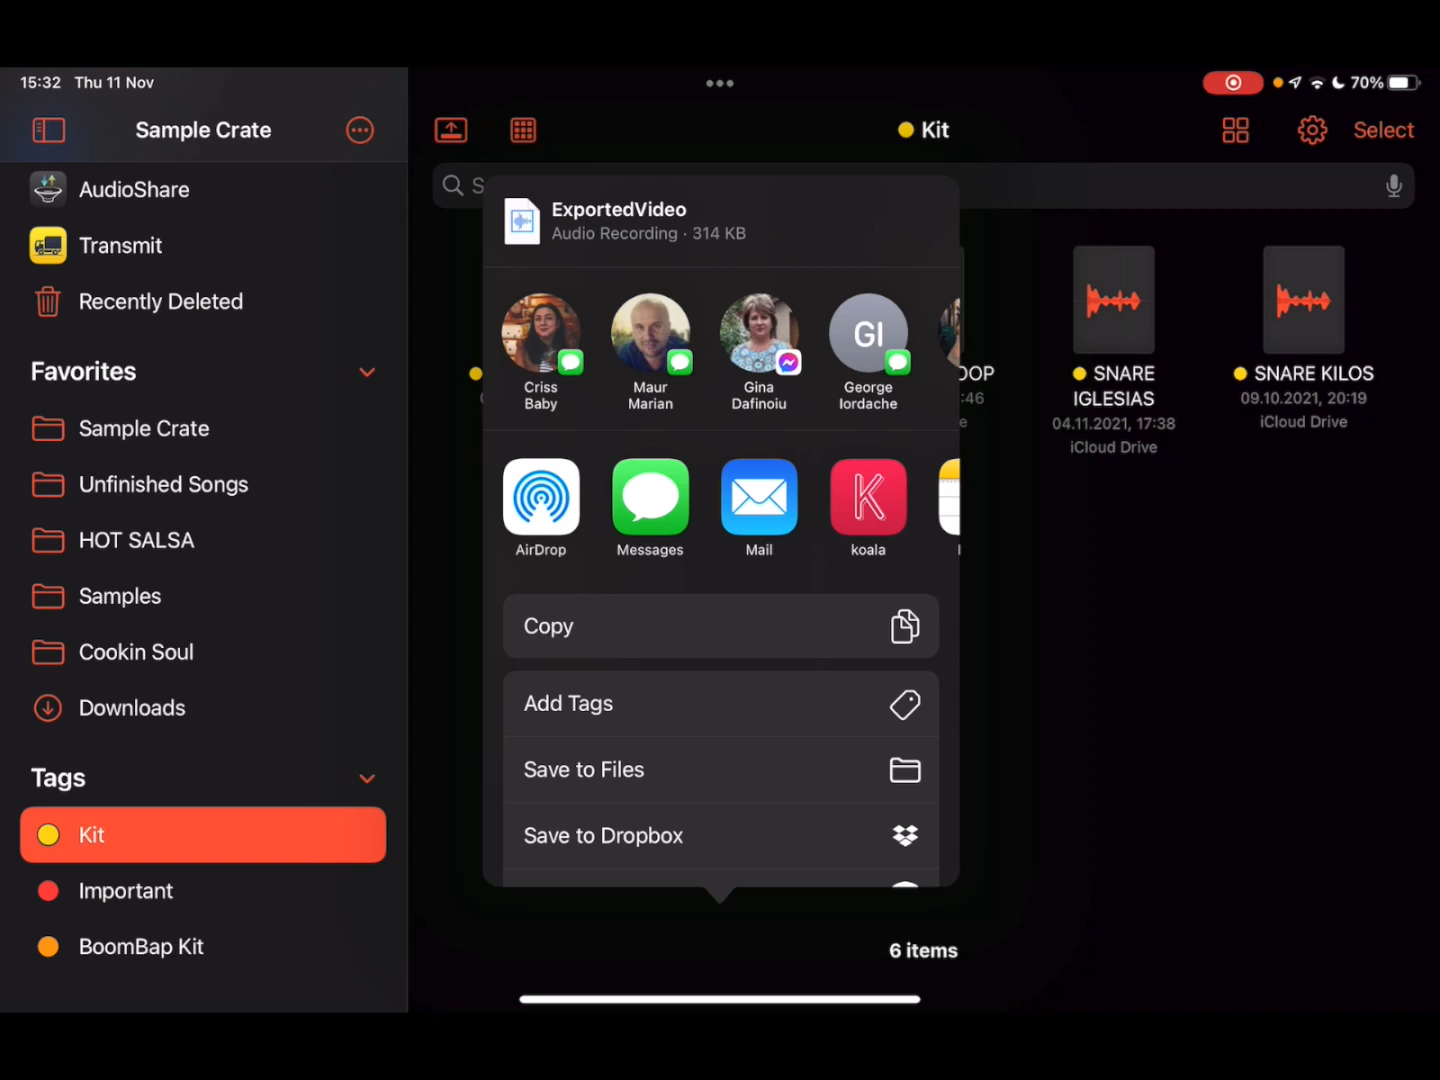 15:32 Thu 11 Nov
70%
Sample Crate
AudioShare
Transmit
Recently Deleted
Favorites
Sample Crate
Unfinished Songs
HOT SALSA
Samples
Cookin Soul
Downloads
Tags
Kit
Important
BoomBap Kit
Kit
Select
S
ExportedVideo
Audio Recording · 314 KB
Criss
Baby
Maur
Marian
Gina
Dafinoiu
GI
George
Iordache
AirDrop
Messages
Mail
K
koala
Copy
Add Tags
Save to Files
Save to Dropbox
OOP
:46
e
SNARE
IGLESIAS
04.11.2021, 17:38
iCloud Drive
SNARE KILOS
09.10.2021, 20:19
iCloud Drive
6 items